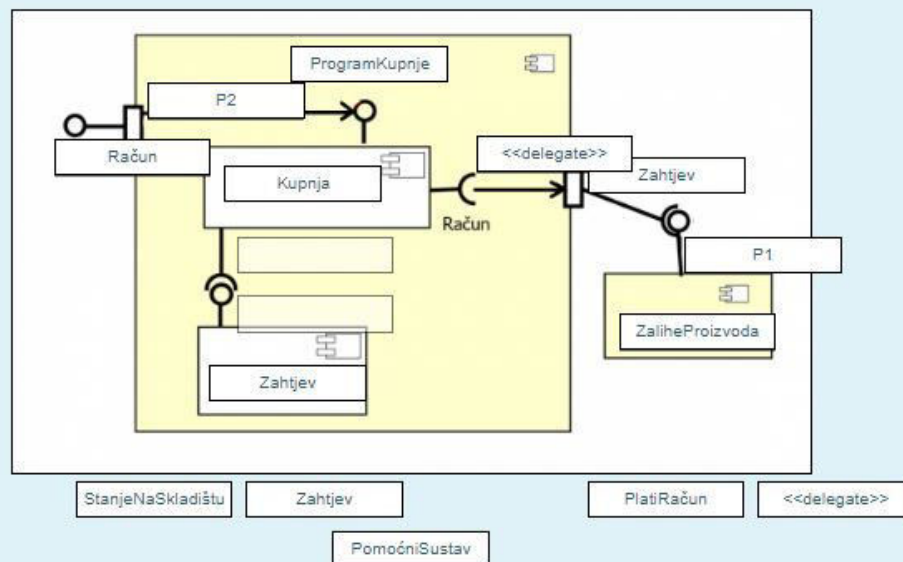 ProgramKupnje
P2
Račun
Kupnja
<<delegate>>
Zahtjev
Račun
P1
ZaliheProizvoda
Zahtjev
StanjeNaSkladištu
Zahtjev
PlatiRačun
<<delegate>>
PomoćniSustav